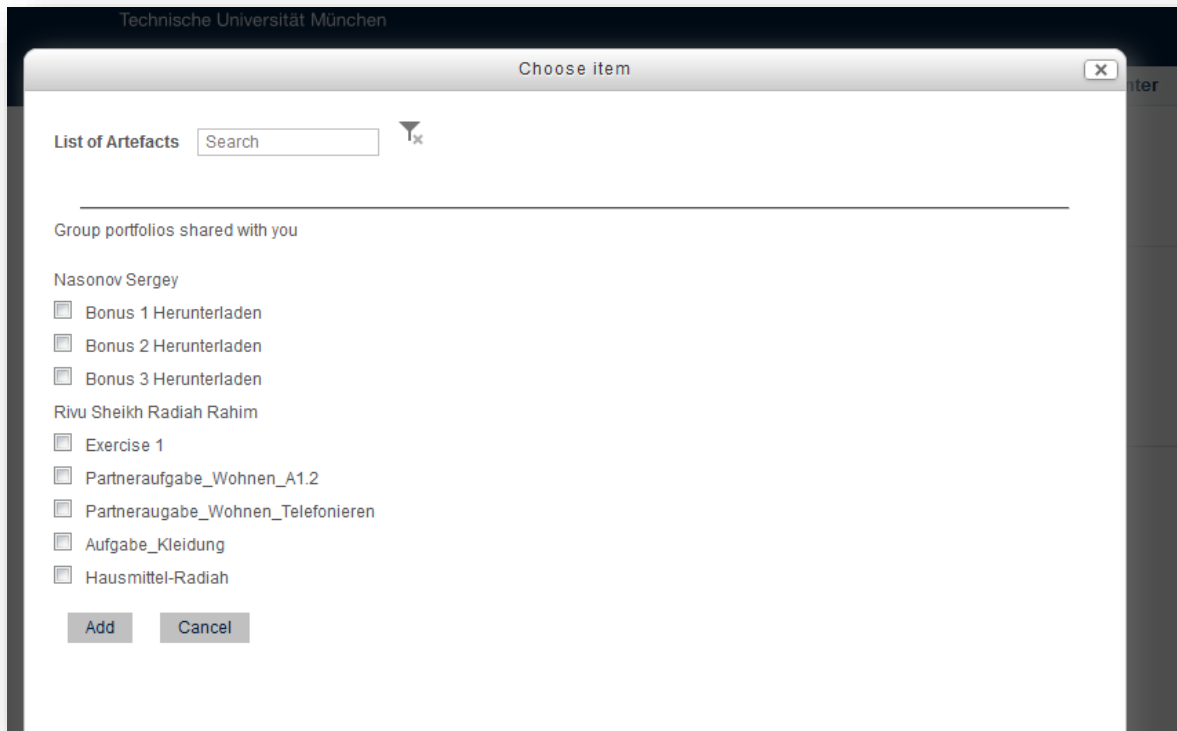 Technische Universität München
Choose item
nter
List of Artefacts Search
Group portfolios shared with you
Nasonov Sergey
Bonus 1 Herunterladen
Bonus 2 Herunterladen
Bonus 3 Herunterladen
Rivu Sheikh Radiah Rahim
Exercise 1
Partneraufgabe_Wohnen_A1.2
Partneraugabe_Wohnen_Telefonieren
Aufgabe_Kleidung
Hausmittel-Radiah
Add Cancel